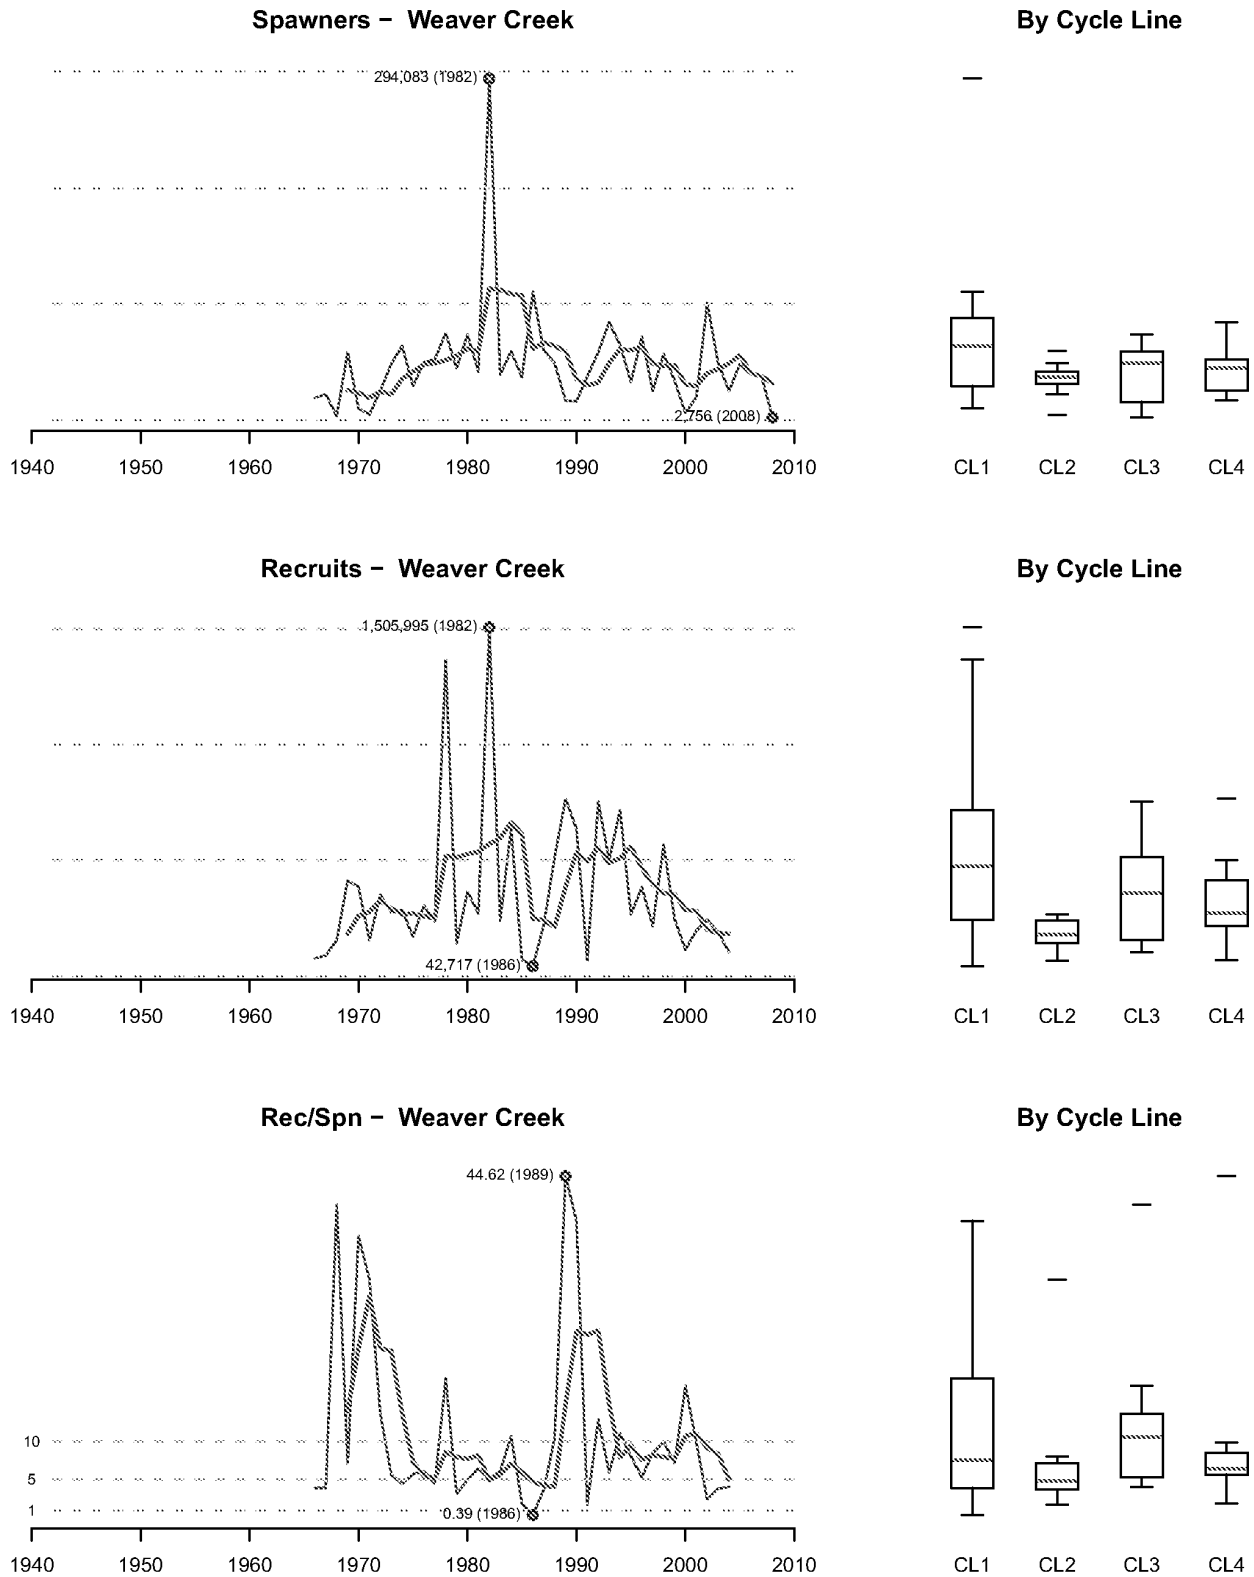 Spawners − Weaver Creek
By Cycle Line
294,083 (1982)
2,756 (2008)
1940 1950 1960 1970 1980 1990 2000 2010
CL1 CL2 CL3 CL4
Recruits − Weaver Creek
By Cycle Line
1,505,995 (1982)
42,717 (1986)
1940 1950 1960 1970 1980 1990 2000 2010
CL1 CL2 CL3 CL4
Rec/Spn − Weaver Creek
By Cycle Line
44.62 (1989)
10
5
1
0.39 (1986)
1940 1950 1960 1970 1980 1990 2000 2010
CL1 CL2 CL3 CL4